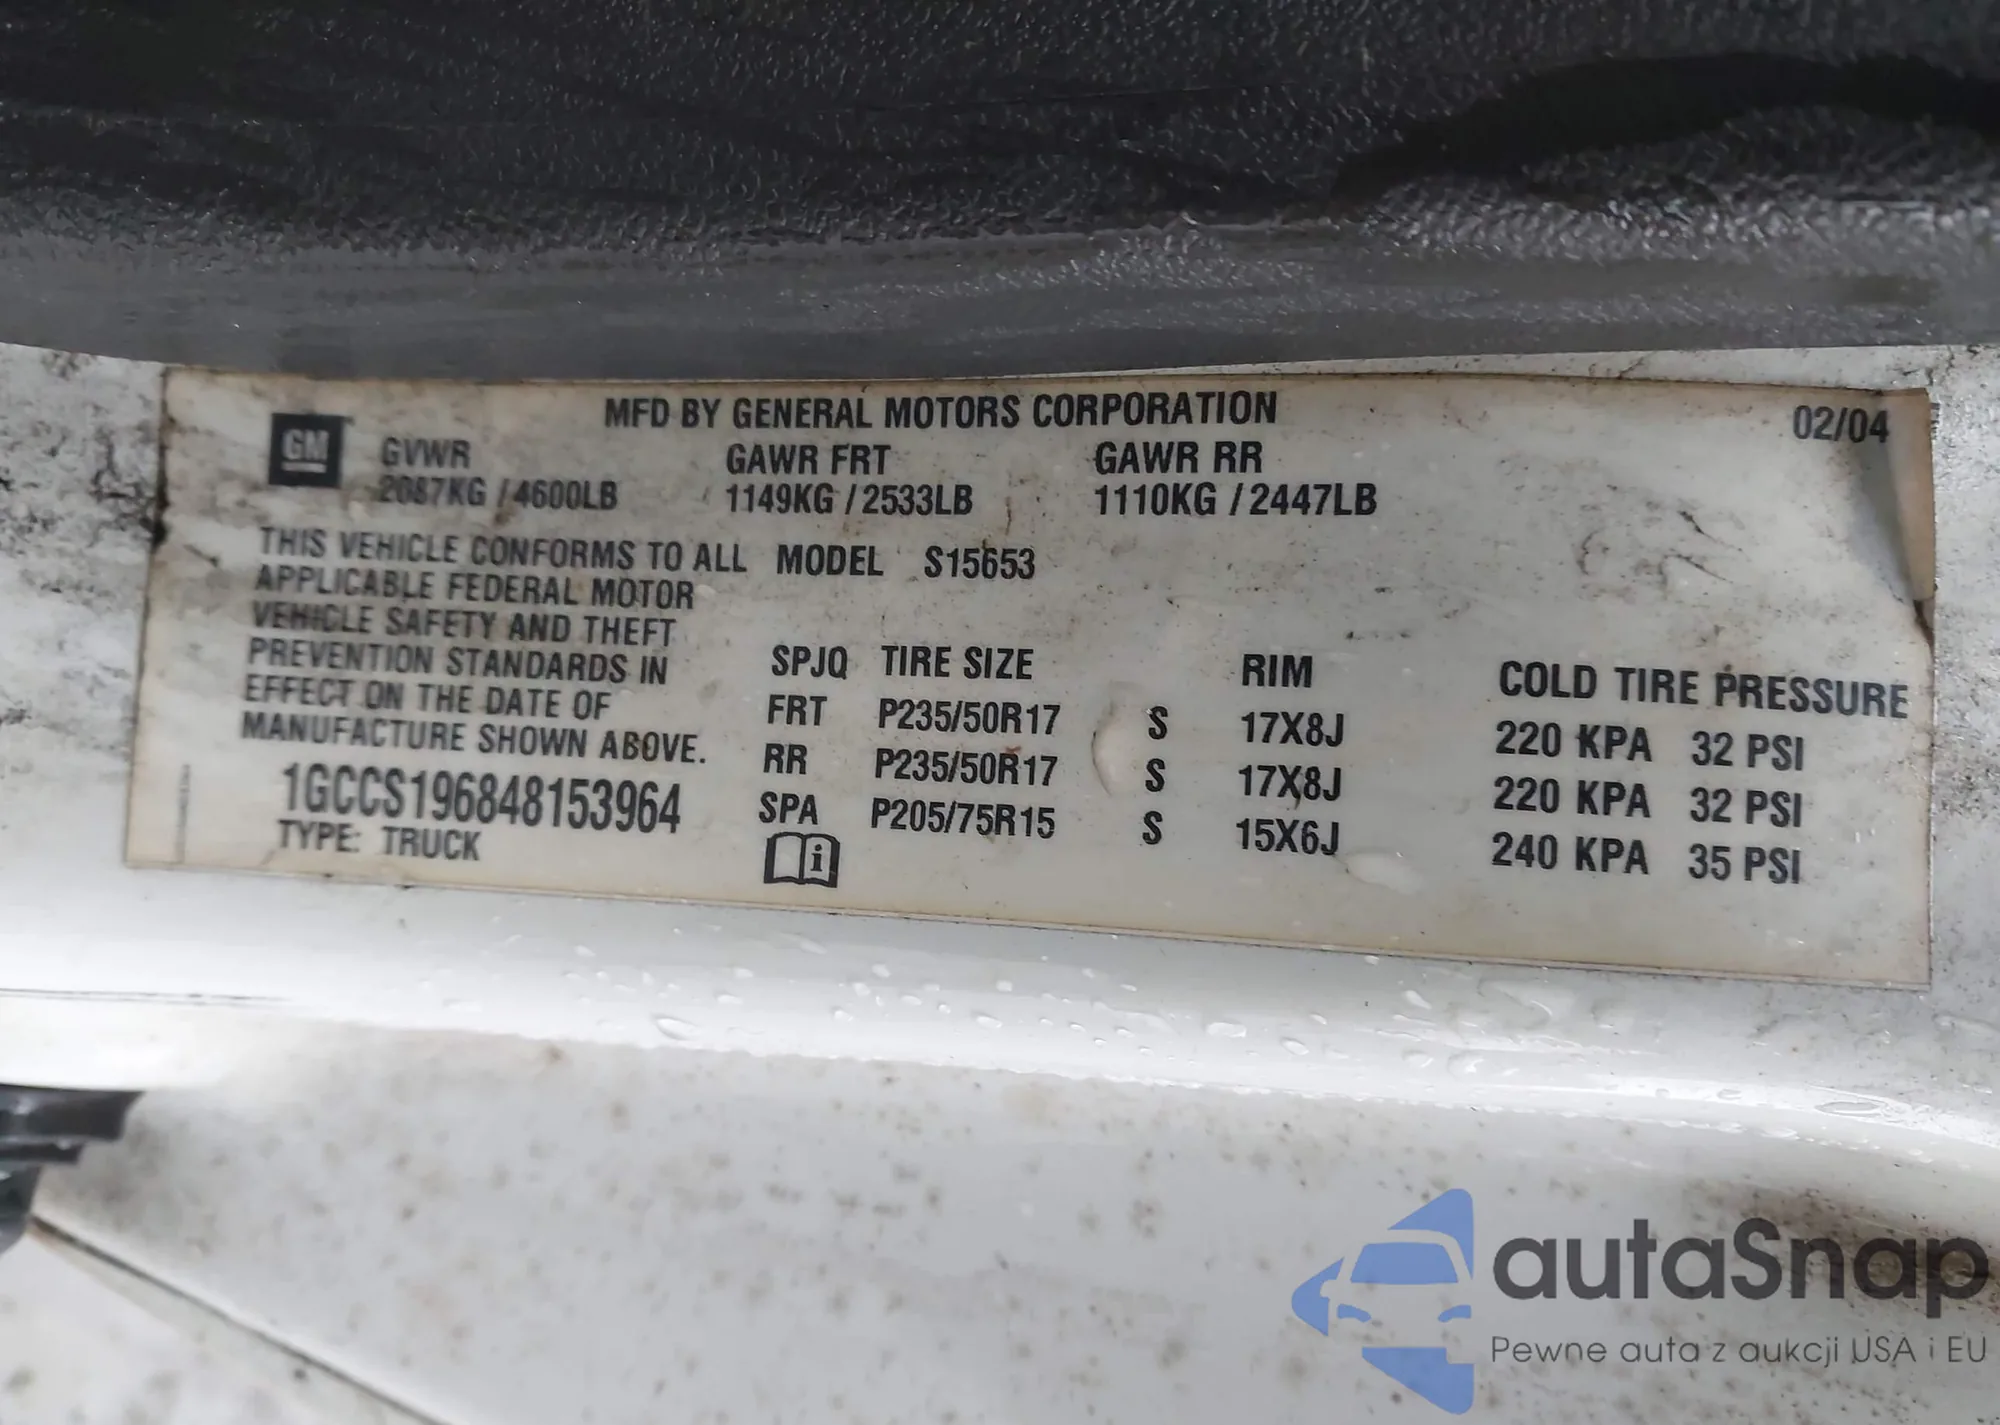 MFD BY GENERAL MOTORS CORPORATION 02/04
GM GVWR GAWR FRT GAWR RR
2087KG / 4600LB 1149KG / 2533LB 1110KG / 2447LB
THIS VEHICLE CONFORMS TO ALL MODEL S15653
APPLICABLE FEDERAL MOTOR
VEHICLE SAFETY AND THEFT
PREVENTION STANDARDS IN SPJQ TIRE SIZE RIM COLD TIRE PRESSURE
EFFECT ON THE DATE OF FRT P235/50R17 S 17X8J 220 KPA 32 PSI
MANUFACTURE SHOWN ABOVE. RR P235/50R17 S 17X8J 220 KPA 32 PSI
1GCCS196848153964 SPA P205/75R15 S 15X6J 240 KPA 35 PSI
TYPE: TRUCK i
autaSnap
Pewne auta z aukcji USA i EU